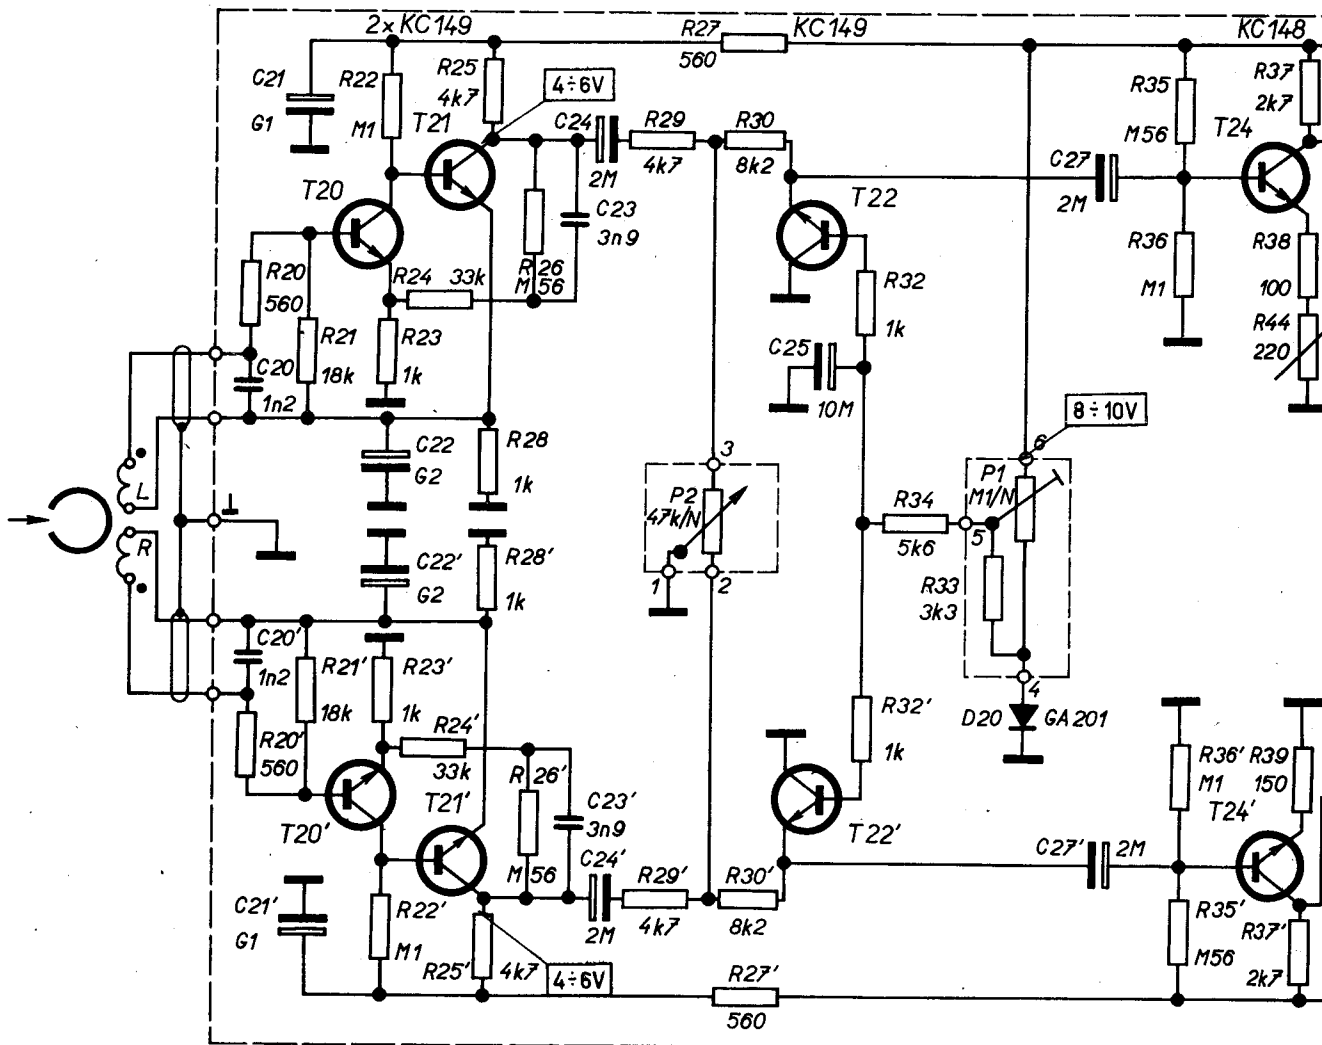 2x KC149
R27
560
KC149
KC148
C21
G1
R22
M1
R25
4k7
T21
4÷6V
C24
2M
R29
4k7
R30
8k2
R35
M56
R37
2k7
T24
T20
C23
3n9
R26
M56
T22
C27
2M
R20
560
R24
33k
R21
18k
R23
1k
R32
1k
R36
M1
R38
100
R44
220
C20
1n2
C25
10M
8÷10V
C22
G2
R28
1k
3
6
P2
47k/N
P1
M1/N
L
R34
5k6
5
R
C22'
G2
R28'
1k
1
2
R33
3k3
C20'
1n2
R21'
18k
R23'
1k
4
R20'
560
R24'
33k
R32'
1k
D20
GA201
R26'
M56
R36'
M1
R39
150
T20'
T21'
C23'
3n9
T22'
T24'
C24'
2M
R29'
4k7
R30'
8k2
C27'
2M
C21'
G1
R22'
M1
R25'
4k7
4÷6V
R35'
M56
R37'
2k7
R27'
560